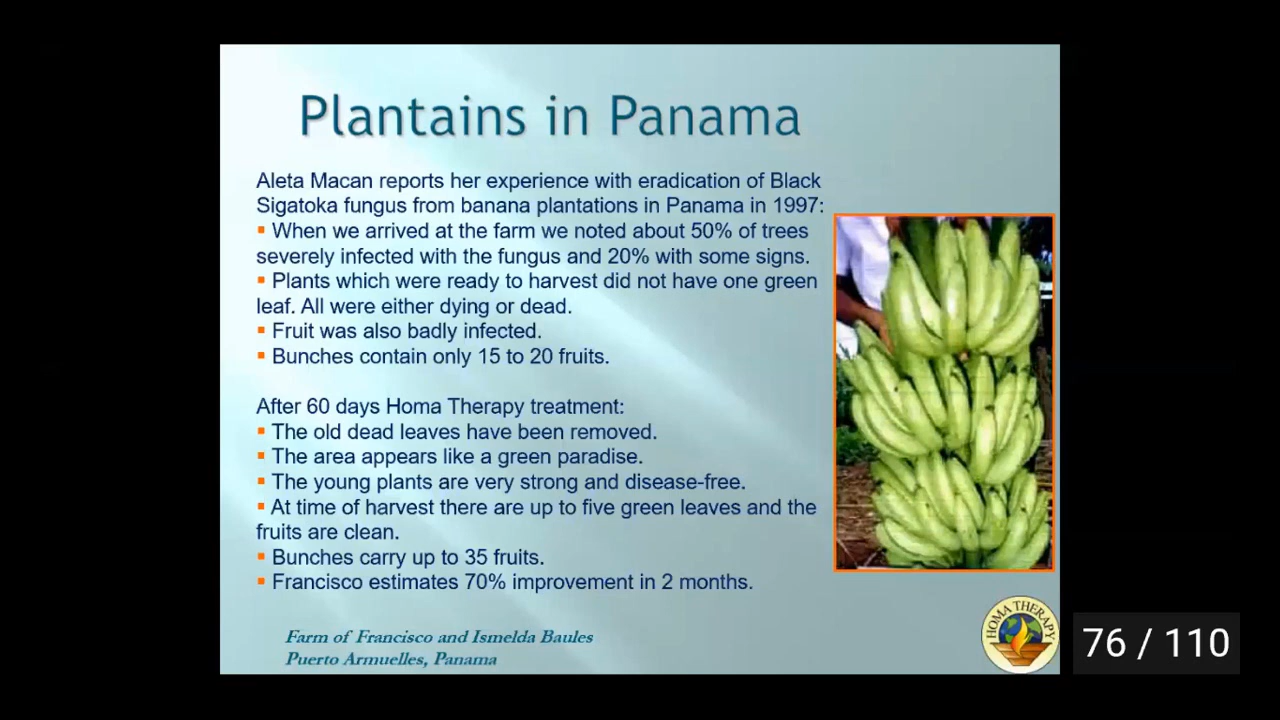 Plantains in Panama
Aleta Macan reports her experience with eradication of Black
Sigatoka fungus from banana plantations in Panama in 1997:
▪ When we arrived at the farm we noted about 50% of trees
severely infected with the fungus and 20% with some signs.
▪ Plants which were ready to harvest did not have one green
leaf. All were either dying or dead.
▪ Fruit was also badly infected.
▪ Bunches contain only 15 to 20 fruits.
After 60 days Homa Therapy treatment:
▪ The old dead leaves have been removed.
▪ The area appears like a green paradise.
▪ The young plants are very strong and disease-free.
▪ At time of harvest there are up to five green leaves and the
fruits are clean.
▪ Bunches carry up to 35 fruits.
▪ Francisco estimates 70% improvement in 2 months.
Farm of Francisco and Ismelda Baules
Puerto Armuelles, Panama
HOMA THERAPY
76 / 110